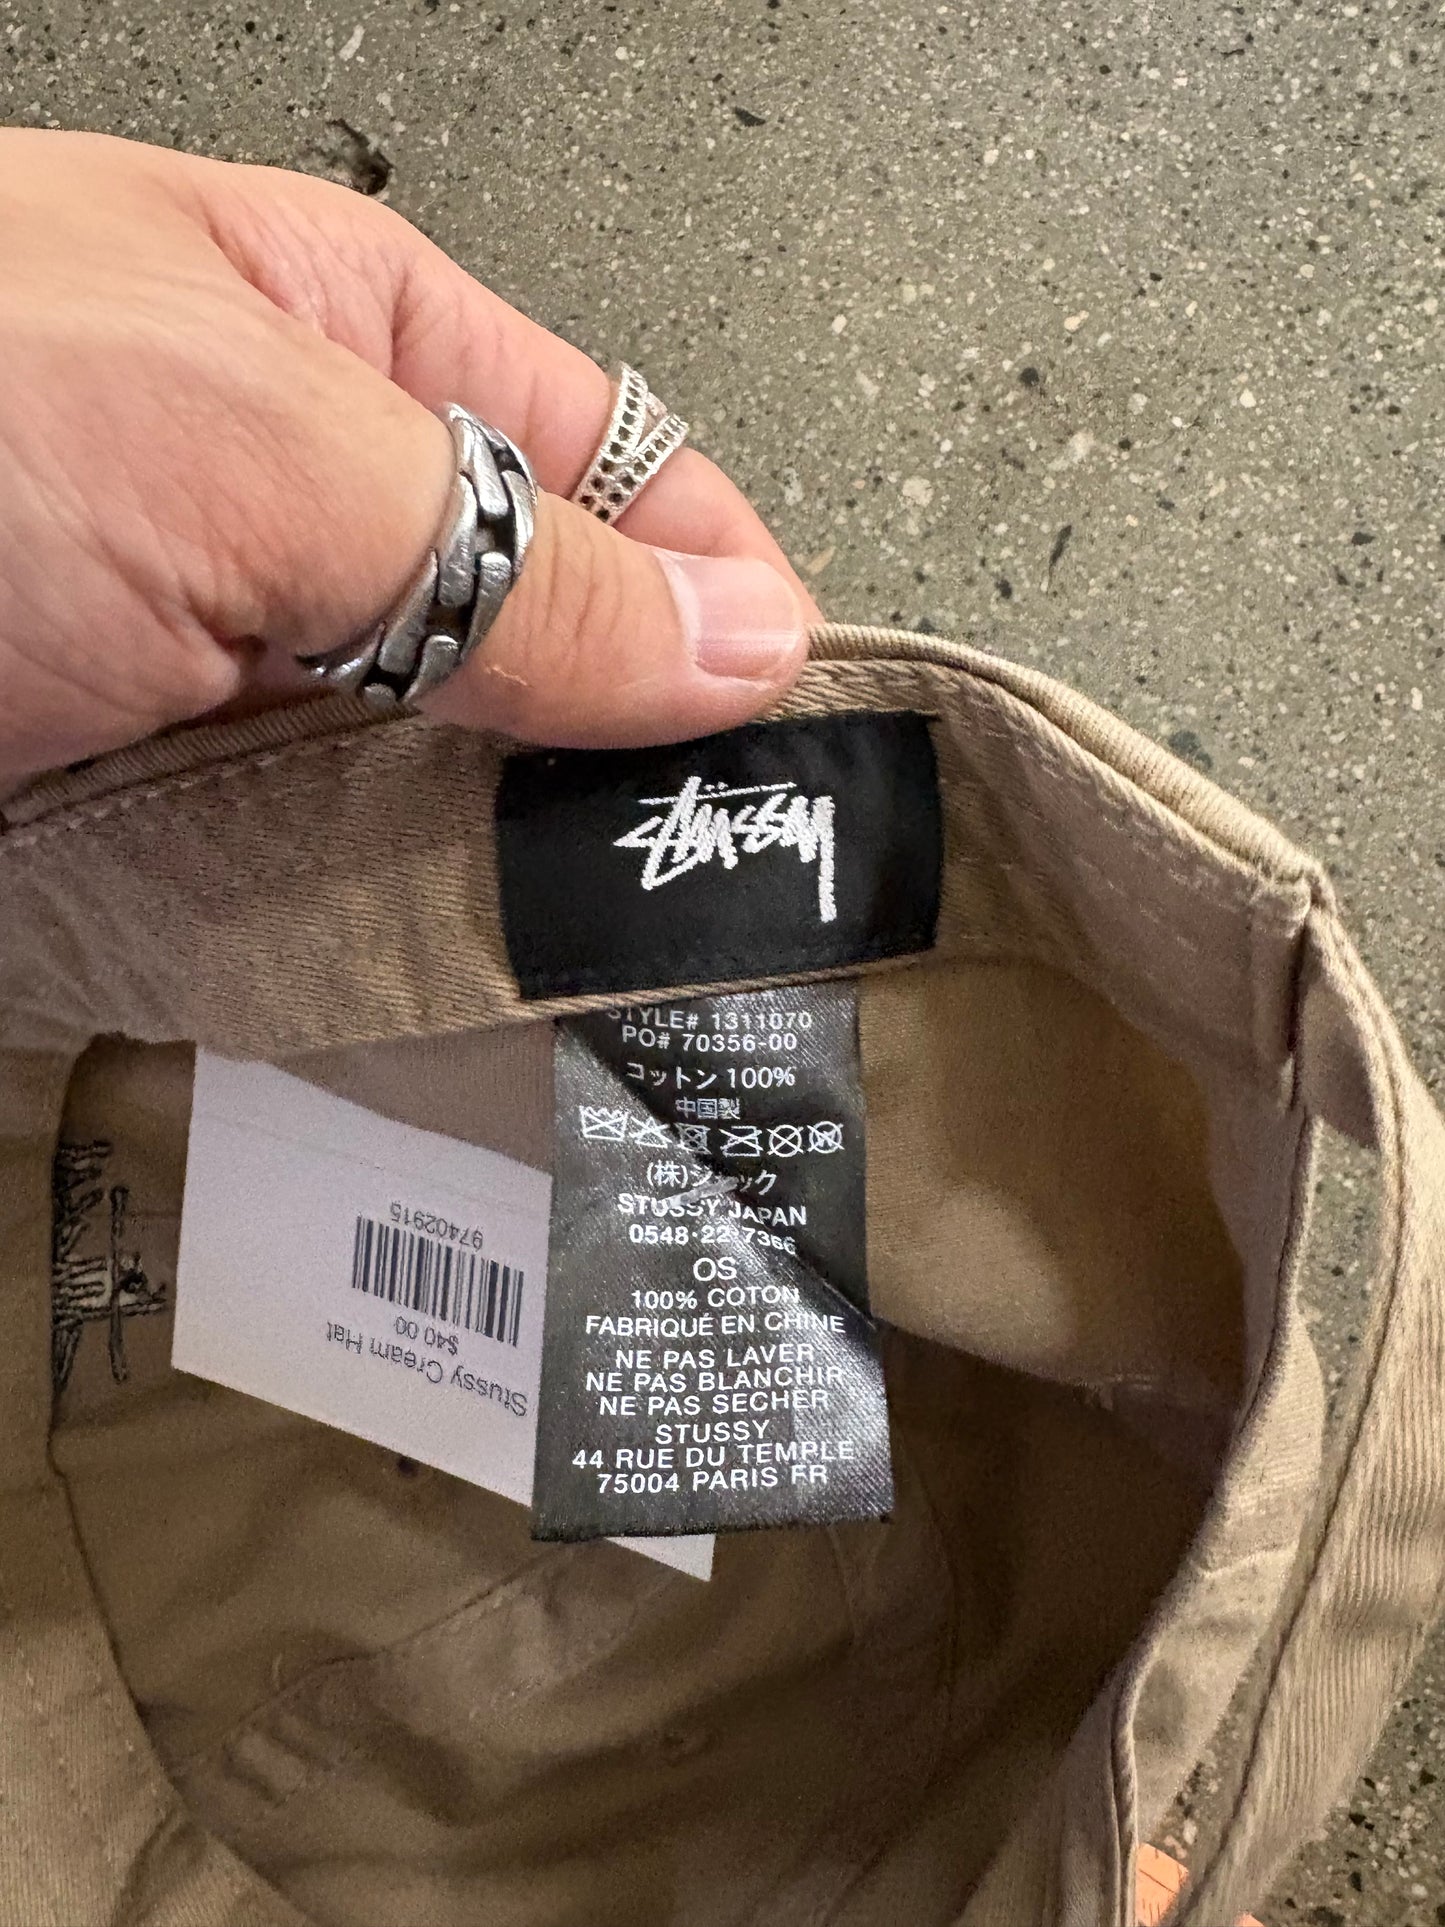 Stüssy
STYLE# 1311070
PO# 70356-00
コットン 100%
中国製
(株)ジャック
STUSSY JAPAN
0548·22·7366
OS
100% COTON
FABRIQUÉ EN CHINE
NE PAS LAVER
NE PAS BLANCHIR
NE PAS SECHER
STUSSY
44 RUE DU TEMPLE
75004 PARIS FR
Stussy Cream Hat
$40.00
97402915